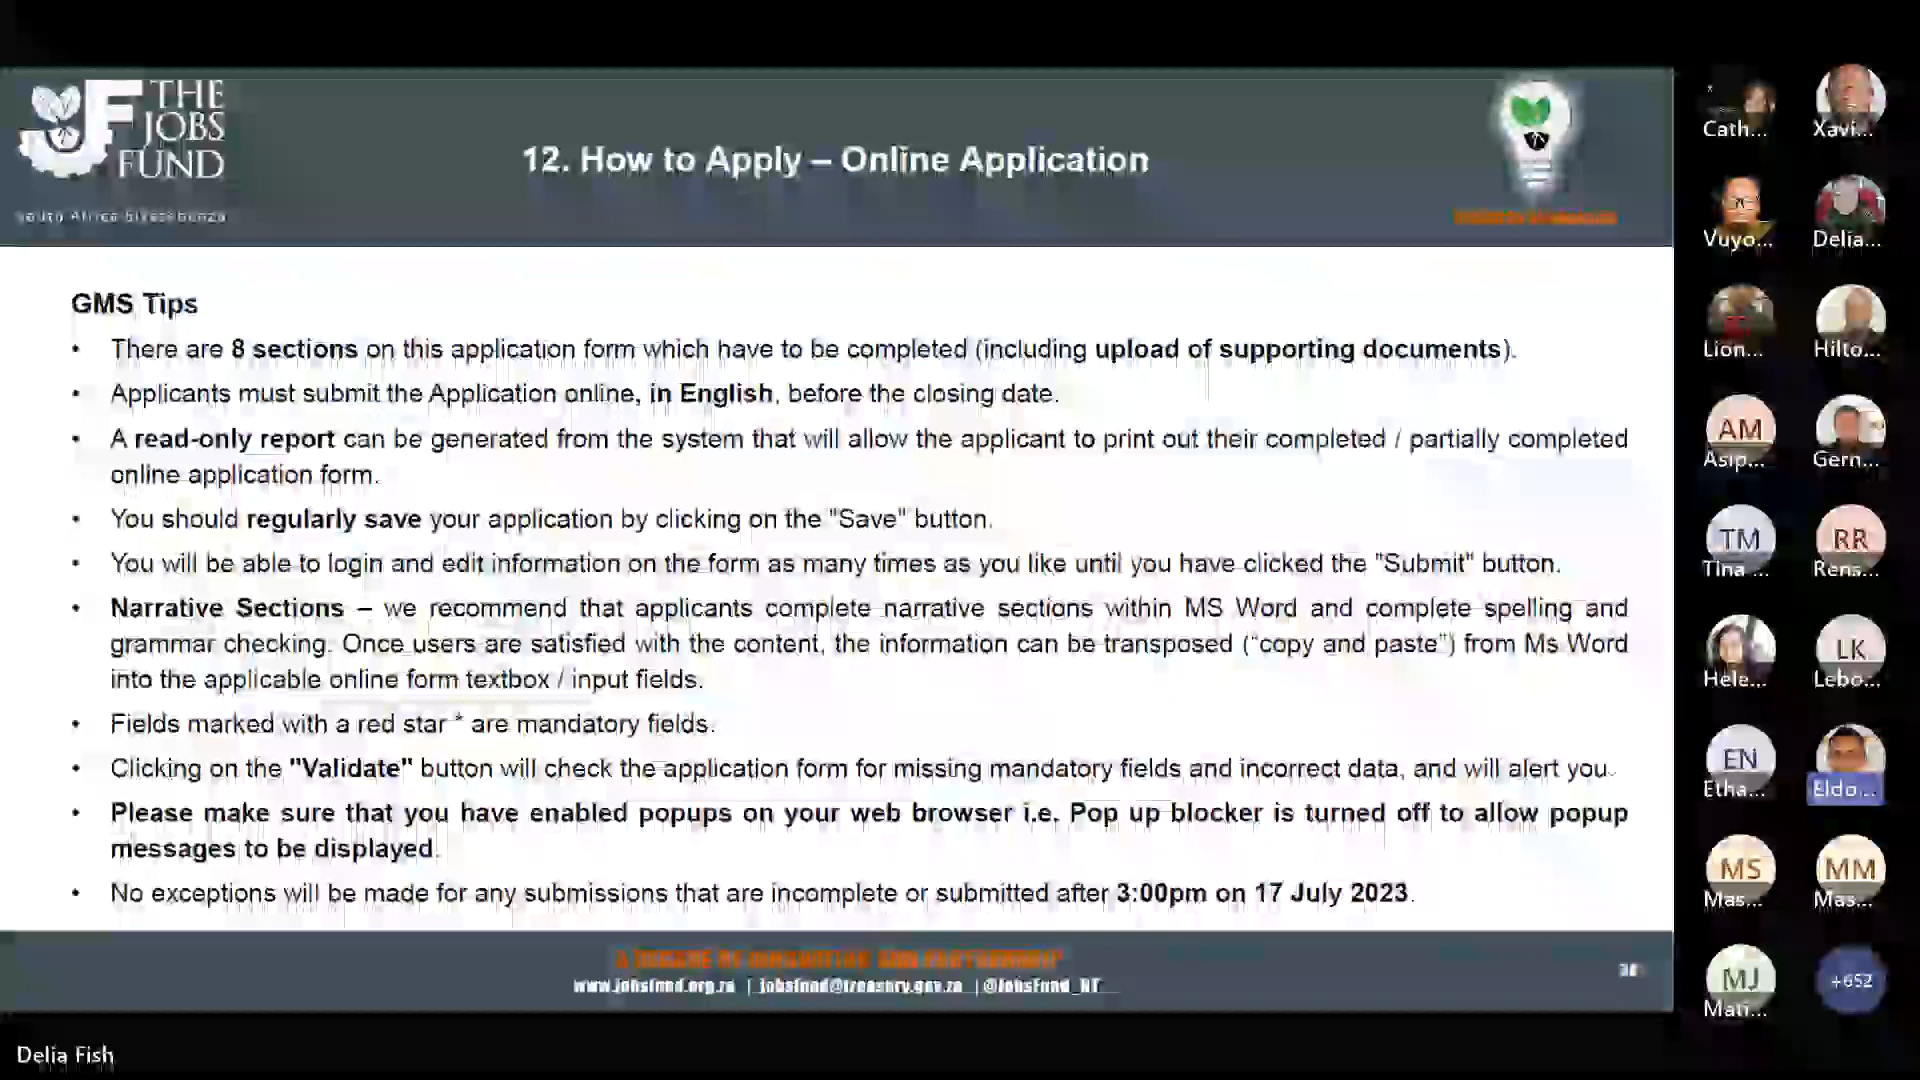 THE
JOBS
FUND
12. How to Apply – Online Application
GMS Tips
• There are 8 sections on this application form which have to be completed (including upload of supporting documents).
• Applicants must submit the Application online, in English, before the closing date.
• A read-only report can be generated from the system that will allow the applicant to print out their completed / partially completed
online application form.
• You should regularly save your application by clicking on the "Save" button.
• You will be able to login and edit information on the form as many times as you like until you have clicked the "Submit" button.
• Narrative Sections – we recommend that applicants complete narrative sections within MS Word and complete spelling and
grammar checking. Once users are satisfied with the content, the information can be transposed (“copy and paste”) from Ms Word
into the applicable online form textbox / input fields.
• Fields marked with a red star * are mandatory fields.
• Clicking on the "Validate" button will check the application form for missing mandatory fields and incorrect data, and will alert you.
• Please make sure that you have enabled popups on your web browser i.e. Pop up blocker is turned off to allow popup
messages to be displayed.
• No exceptions will be made for any submissions that are incomplete or submitted after 3:00pm on 17 July 2023.
www.jobsfund.org.za | jobsfund@treasury.gov.za | @JobsFund_NT
Delia Fish
Cath... Xavi...
Vuyo... Delia...
Lion... Hilto...
AM
Asip... Gern...
TM RR
Tina ... Rens...
LK
Hele... Lebo...
EN
Etha... Eldo...
MS MM
Mas... Mas...
MJ +652
Mati...